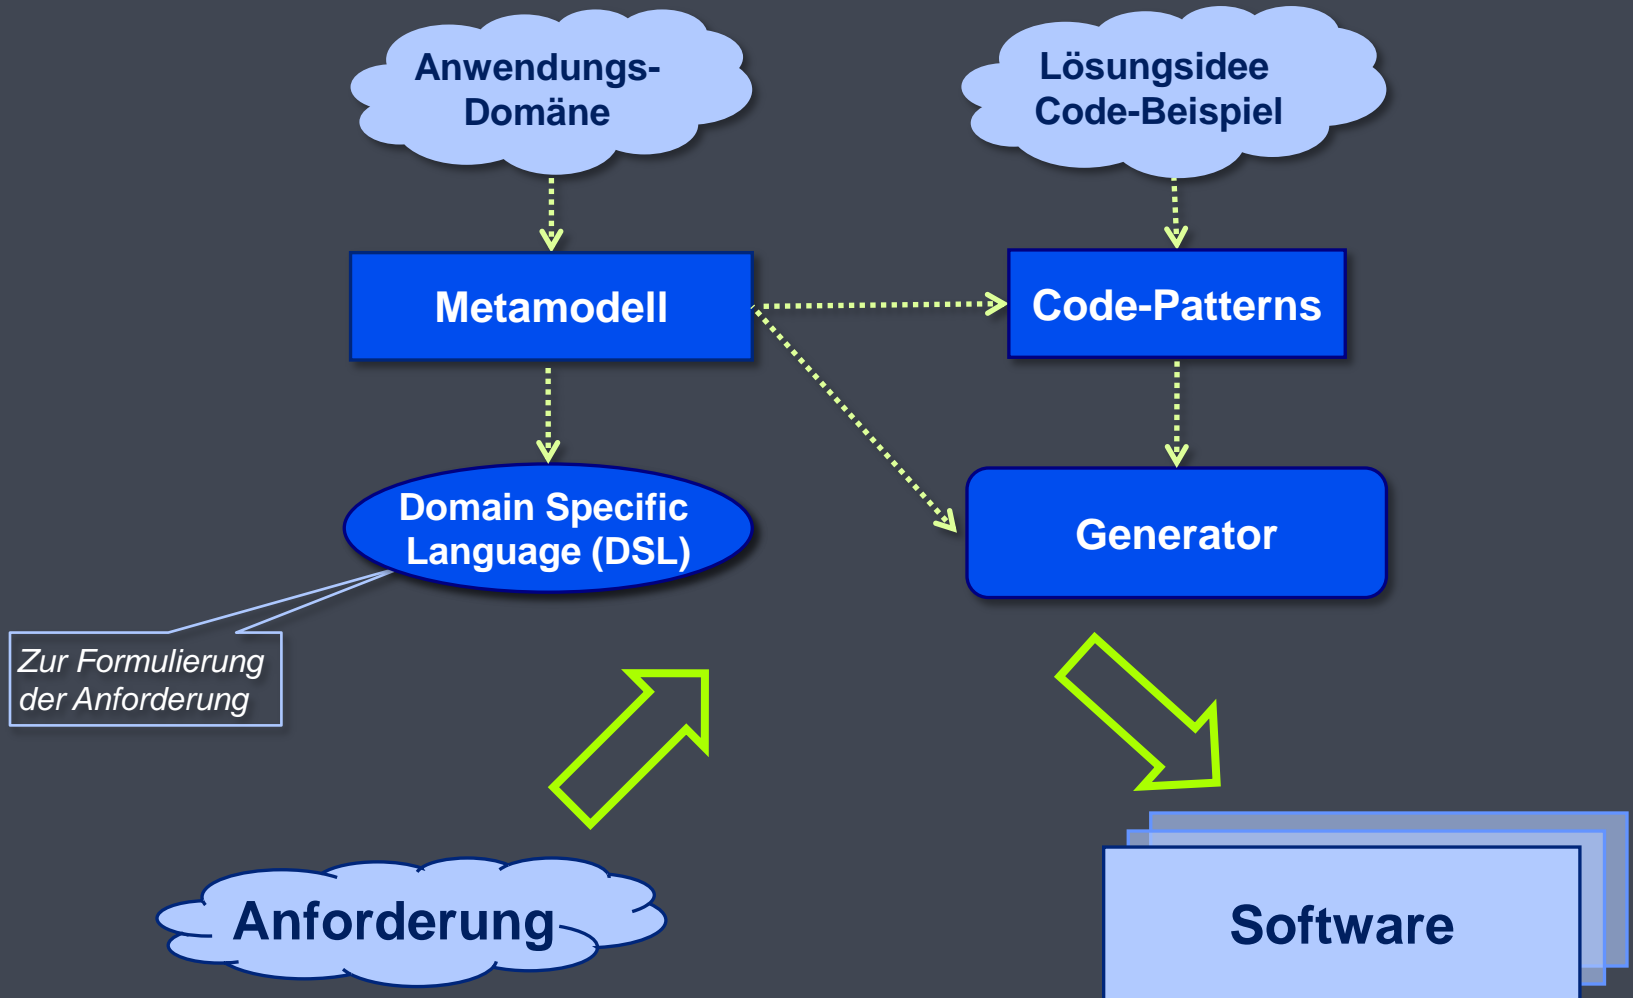 Anwendungs-
Domäne
Lösungsidee
Code-Beispiel
Metamodell
Code-Patterns
Domain Specific
Language (DSL)
Generator
Zur Formulierung
der Anforderung
Anforderung
Software